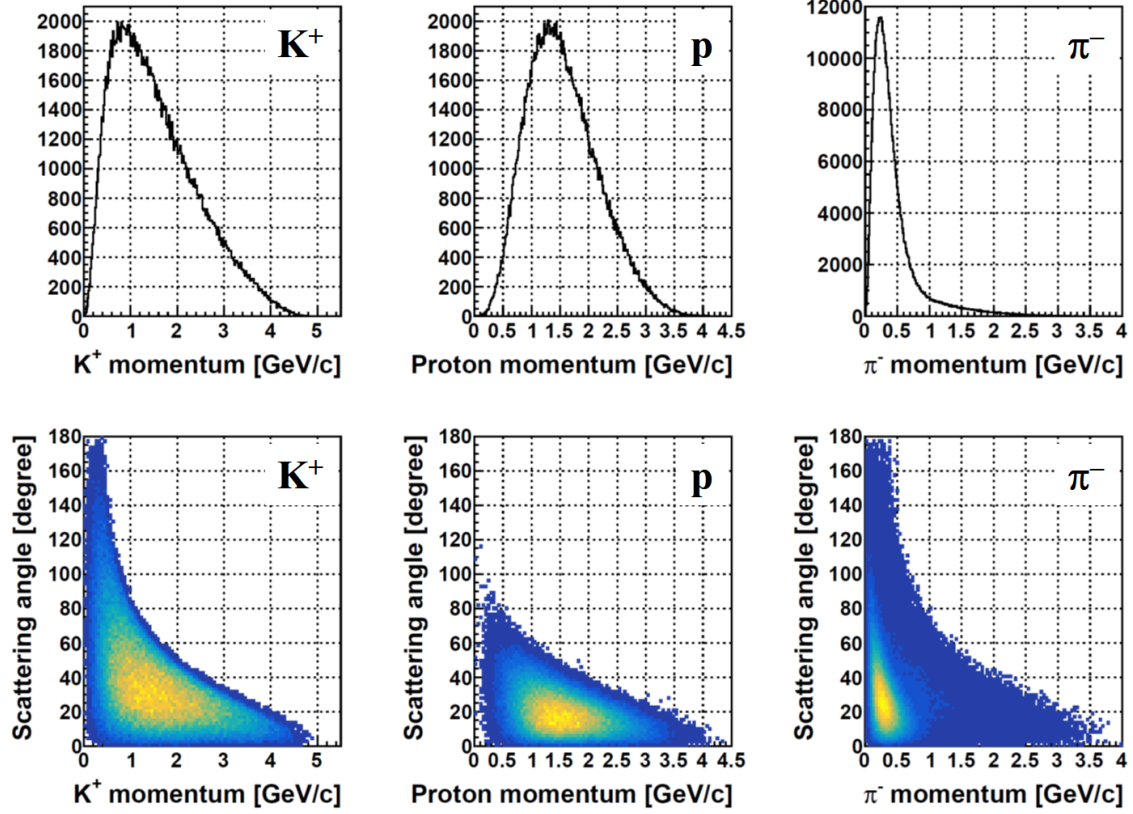 2000
1800
1600
1400
1200
1000
800
600
400
200
0
K⁺
0 1 2 3 4 5
K⁺ momentum [GeV/c]
2000
1800
1600
1400
1200
1000
800
600
400
200
0
p
0 0.5 1 1.5 2 2.5 3 3.5 4 4.5
Proton momentum [GeV/c]
12000
10000
8000
6000
4000
2000
0
π⁻
0 0.5 1 1.5 2 2.5 3 3.5 4
π⁻ momentum [GeV/c]
Scattering angle [degree]
180
160
140
120
100
80
60
40
20
0
K⁺
0 1 2 3 4 5
K⁺ momentum [GeV/c]
Scattering angle [degree]
180
160
140
120
100
80
60
40
20
0
p
0 0.5 1 1.5 2 2.5 3 3.5 4 4.5
Proton momentum [GeV/c]
Scattering angle [degree]
180
160
140
120
100
80
60
40
20
0
π⁻
0 0.5 1 1.5 2 2.5 3 3.5 4
π⁻ momentum [GeV/c]